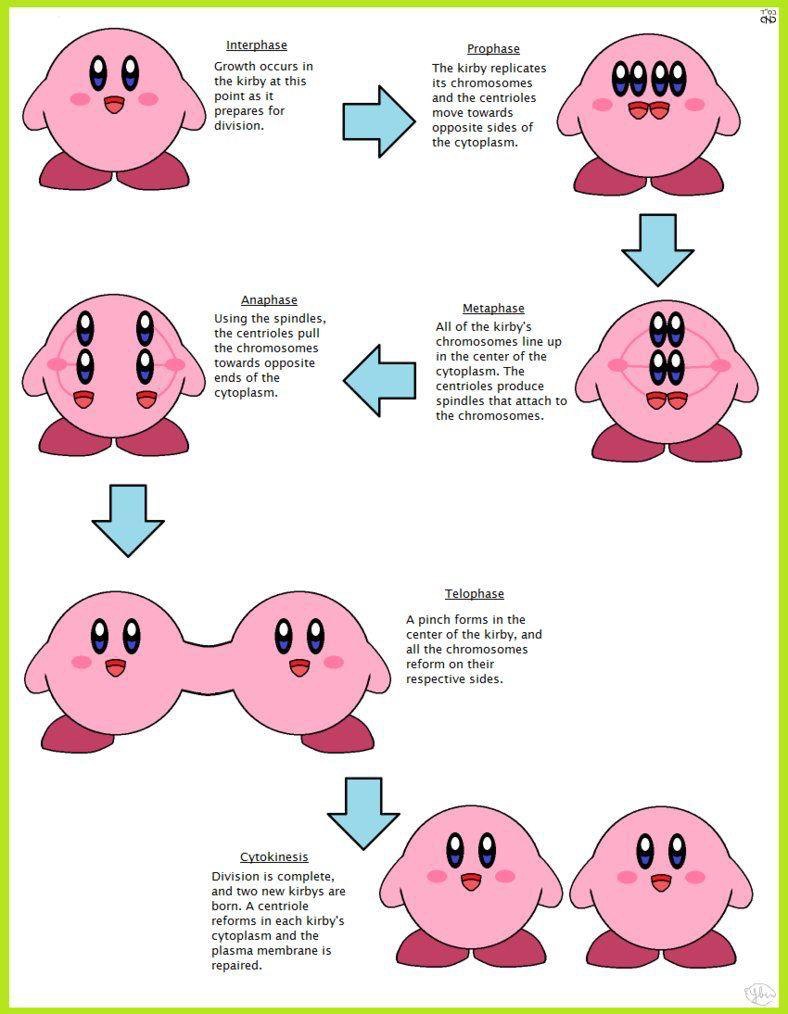 Interphase
Growth occurs in
the kirby at this
point as it
prepares for
division.
Prophase
The kirby replicates
its chromosomes
and the centrioles
move towards
opposite sides of
the cytoplasm.
Metaphase
All of the kirby's
chromosomes line up
in the center of the
cytoplasm. The
centrioles produce
spindles that attach to
the chromosomes.
Anaphase
Using the spindles,
the centrioles pull
the chromosomes
towards opposite
ends of the
cytoplasm.
Telophase
A pinch forms in the
center of the kirby, and
all the chromosomes
reform on their
respective sides.
Cytokinesis
Division is complete,
and two new kirbys are
born. A centriole
reforms in each kirby's
cytoplasm and the
plasma membrane is
repaired.